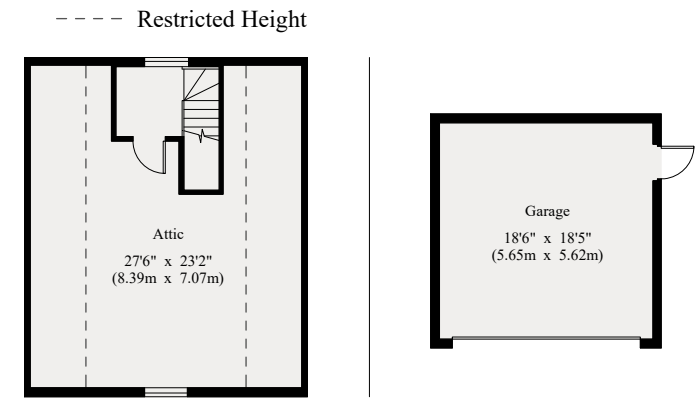 Restricted Height
Attic
27'6" x 23'2"
(8.39m x 7.07m)
Garage
18'6" x 18'5"
(5.65m x 5.62m)